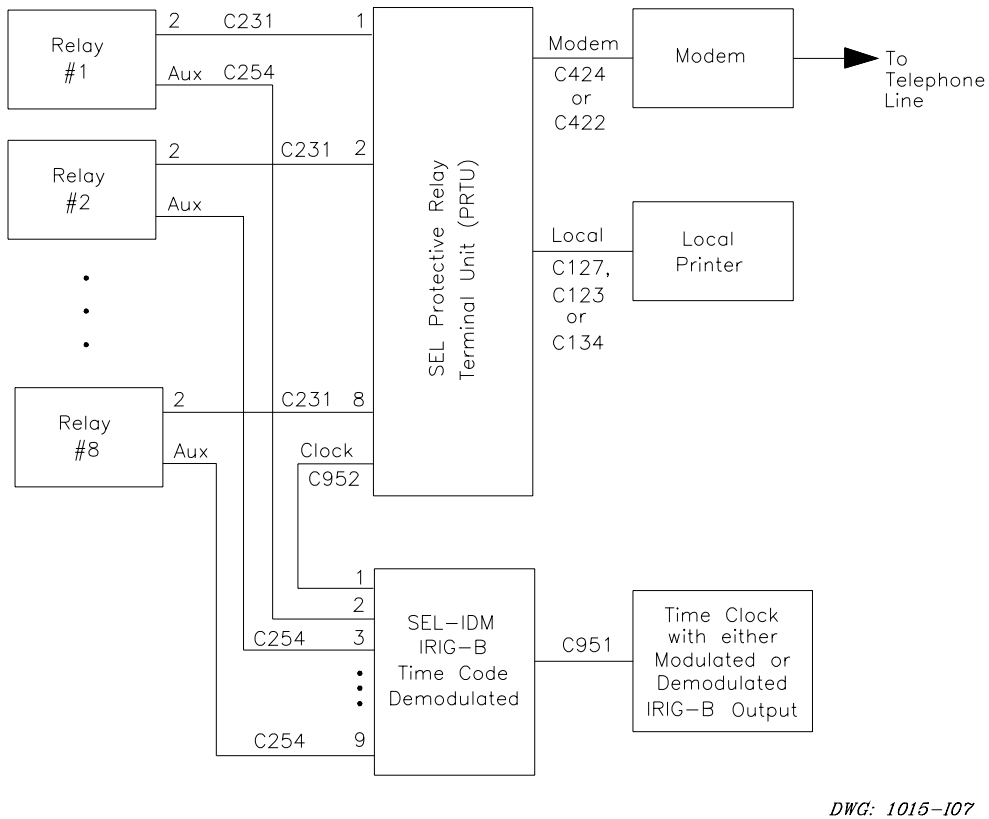 Relay
#1
2 C231 1
Aux C254
Relay
#2
2 C231 2
Aux
Relay
#8
2 C231 8
Aux
Clock
C952
SEL Protective Relay
Terminal Unit (PRTU)
Modem
C424
or
C422
Modem
To
Telephone
Line
Local
C127,
C123
or
C134
Local
Printer
1
2
C254 3
C254 9
SEL-IDM
IRIG-B
Time Code
Demodulated
C951
Time Clock
with either
Modulated or
Demodulated
IRIG-B Output
DWG: 1015-I07